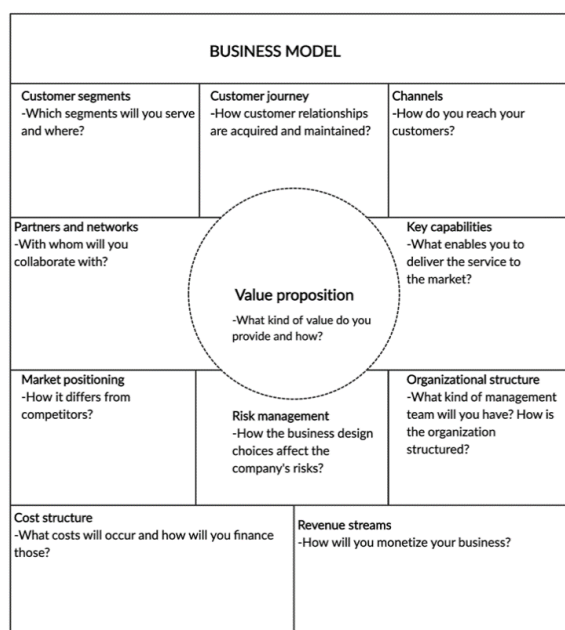 BUSINESS MODEL
Customer segments
-Which segments will you serve
and where?
Customer journey
-How customer relationships
are acquired and maintained?
Channels
-How do you reach your
customers?
Partners and networks
-With whom will you
collaborate with?
Value proposition
-What kind of value do you
provide and how?
Key capabilities
-What enables you to
deliver the service to
the market?
Market positioning
-How it differs from
competitors?
Risk management
-How the business design
choices affect the
company's risks?
Organizational structure
-What kind of management
team will you have? How is
the organization
structured?
Cost structure
-What costs will occur and how will you finance
those?
Revenue streams
-How will you monetize your business?